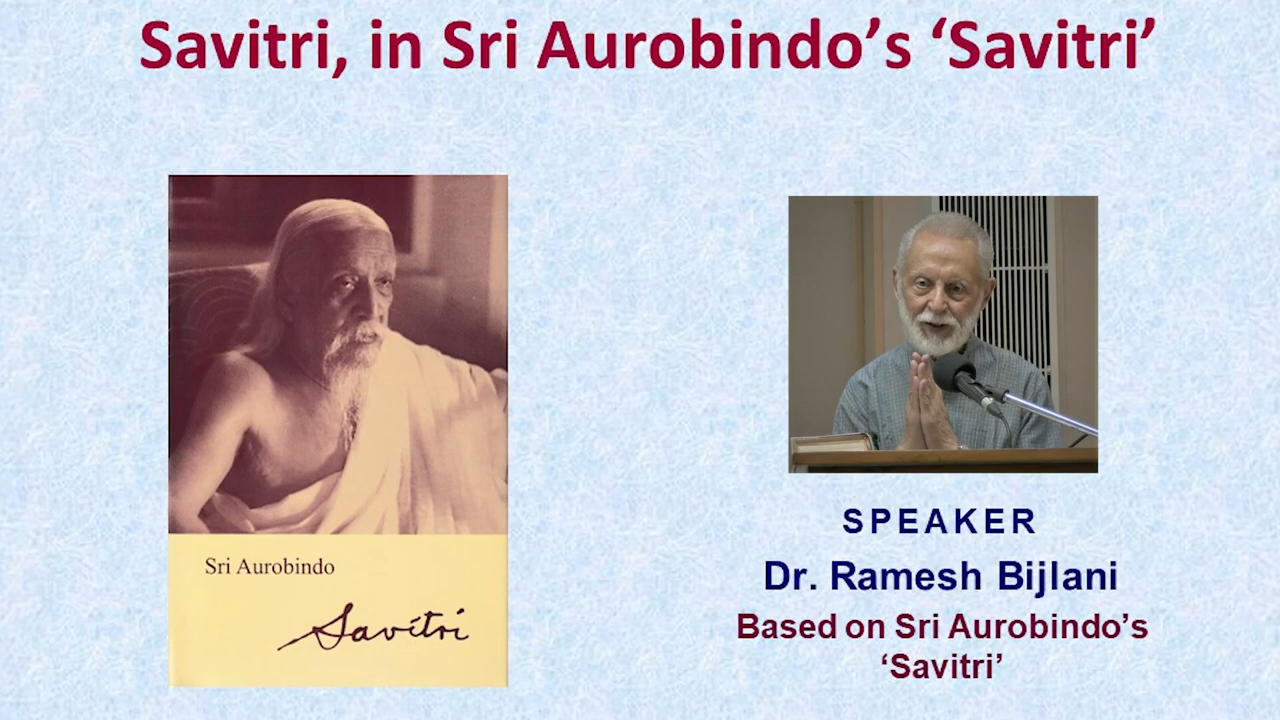 Savitri, in Sri Aurobindo’s ‘Savitri’
Sri Aurobindo
Savitri
SPEAKER
Dr. Ramesh Bijlani
Based on Sri Aurobindo’s
‘Savitri’